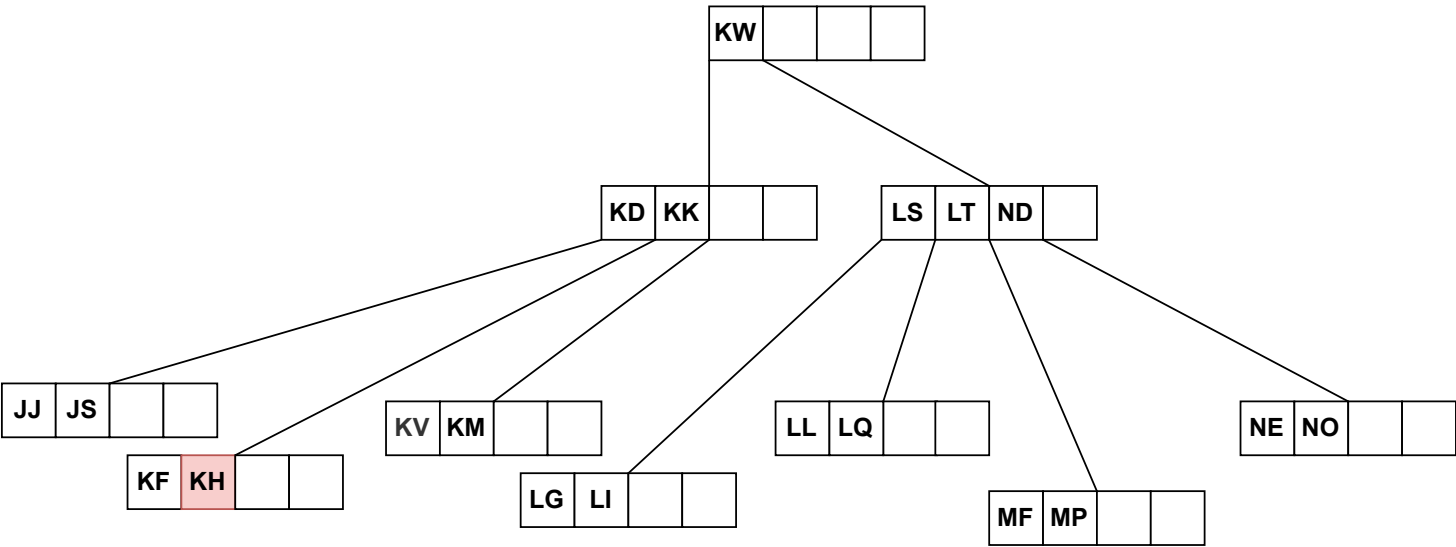 KW
KD KK
LS LT ND
JJ JS
KV KM
LL LQ
NE NO
KF KH
LG LI
MF MP